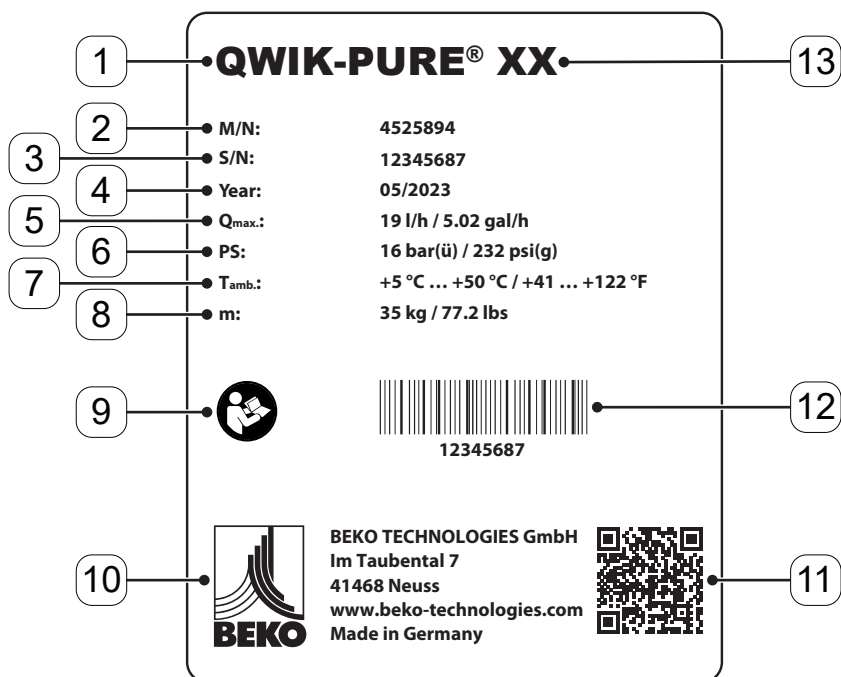 1 QWIK-PURE® XX 13
2 M/N: 4525894
3 S/N: 12345687
4 Year: 05/2023
5 Qmax.: 19 l/h / 5.02 gal/h
6 PS: 16 bar(ü) / 232 psi(g)
7 Tamb.: +5 °C … +50 °C / +41 … +122 °F
8 m: 35 kg / 77.2 lbs
9 12
12345687
BEKO TECHNOLOGIES GmbH
Im Taubental 7
10 41468 Neuss 11
www.beko-technologies.com
BEKO Made in Germany